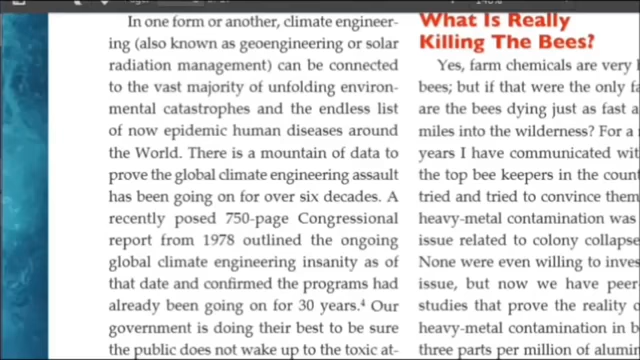 In one form or another, climate engineer-
ing (also known as geoengineering or solar
radiation management) can be connected
to the vast majority of unfolding environ-
mental catastrophes and the endless list
of now epidemic human diseases around
the World. There is a mountain of data to
prove the global climate engineering assault
has been going on for over six decades. A
recently posed 750-page Congressional
report from 1978 outlined the ongoing
global climate engineering insanity as of
that date and confirmed the programs had
already been going on for 30 years.⁴ Our
government is doing their best to be sure
the public does not wake up to the toxic at-
What Is Really
Killing The Bees?
Yes, farm chemicals are very
bees; but if that were the only
are the bees dying just as fast
miles into the wilderness? For a
years I have communicated
the top bee keepers in the
tried and tried to convince them
heavy-metal contamination was
issue related to colony
None were even willing to
issue, but now we have peer-
studies that prove the reality
heavy-metal contamination in
three parts per million of